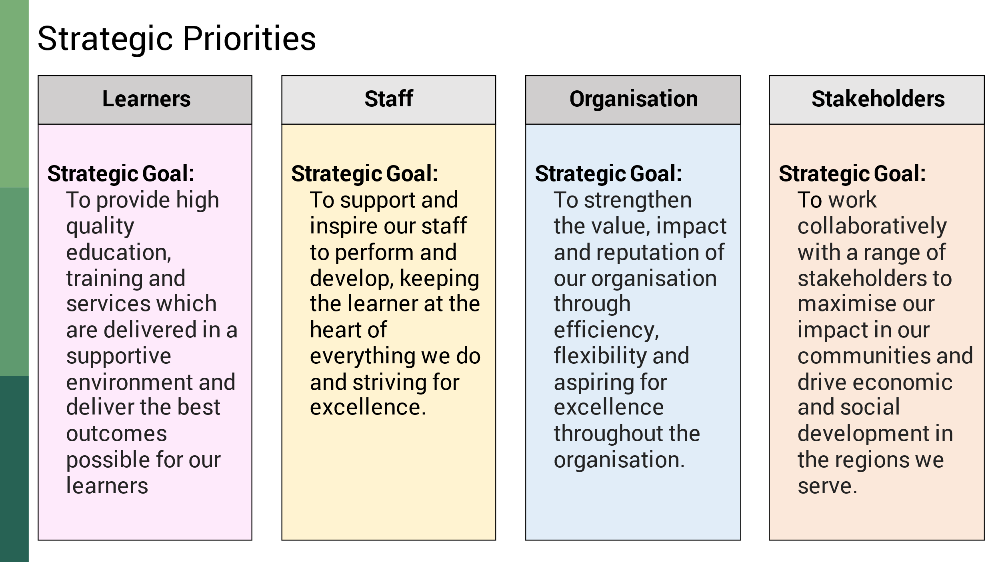 Strategic Priorities
Learners
Strategic Goal:
To provide high
quality
education,
training and
services which
are delivered in a
supportive
environment and
deliver the best
outcomes
possible for our
learners
Staff
Strategic Goal:
To support and
inspire our staff
to perform and
develop, keeping
the learner at the
heart of
everything we do
and striving for
excellence.
Organisation
Strategic Goal:
To strengthen
the value, impact
and reputation of
our organisation
through
efficiency,
flexibility and
aspiring for
excellence
throughout the
organisation.
Stakeholders
Strategic Goal:
To work
collaboratively
with a range of
stakeholders to
maximise our
impact in our
communities and
drive economic
and social
development in
the regions we
serve.